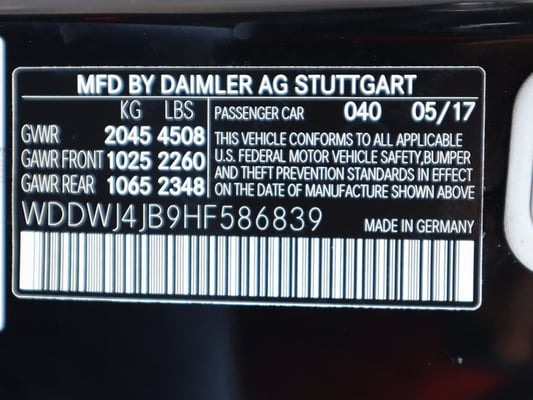 MFD BY DAIMLER AG STUTTGART
KG LBS
GVWR 2045 4508
GAWR FRONT 1025 2260
GAWR REAR 1065 2348
PASSENGER CAR 040 05/17
THIS VEHICLE CONFORMS TO ALL APPLICABLE
U.S. FEDERAL MOTOR VEHICLE SAFETY,BUMPER
AND THEFT PREVENTION STANDARDS IN EFFECT
ON THE DATE OF MANUFACTURE SHOWN ABOVE
WDDWJ4JB9HF586839
MADE IN GERMANY